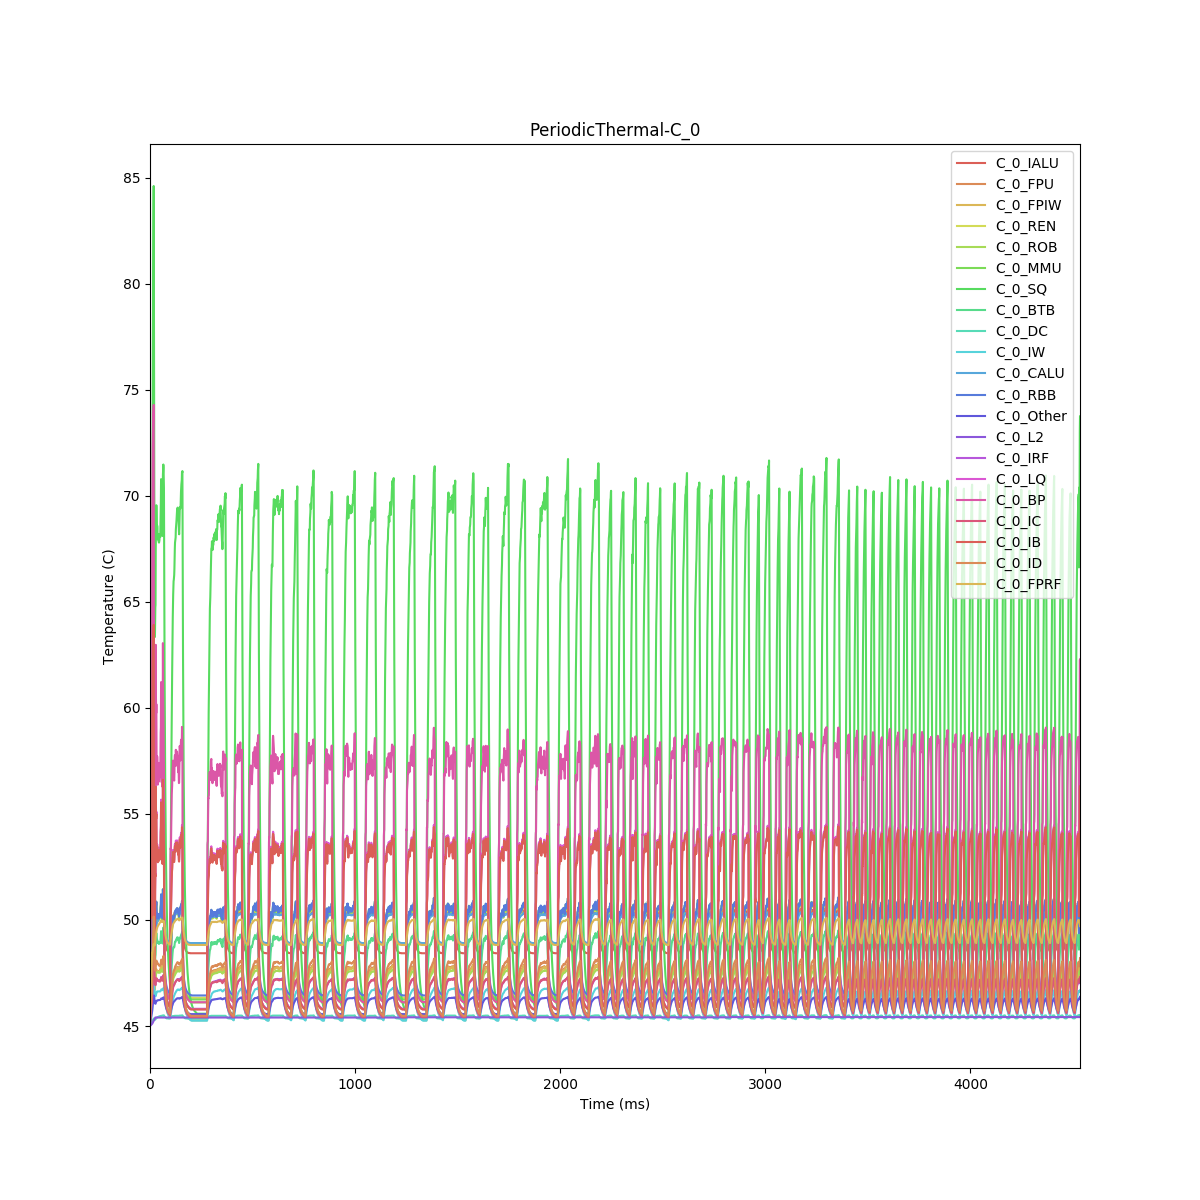 PeriodicThermal-C_0
85
80
75
70
65
60
55
50
45
Temperature (C)
0
1000
2000
3000
4000
Time (ms)
C_0_IALU
C_0_FPU
C_0_FPIW
C_0_REN
C_0_ROB
C_0_MMU
C_0_SQ
C_0_BTB
C_0_DC
C_0_IW
C_0_CALU
C_0_RBB
C_0_Other
C_0_L2
C_0_IRF
C_0_LQ
C_0_BP
C_0_IC
C_0_IB
C_0_ID
C_0_FPRF